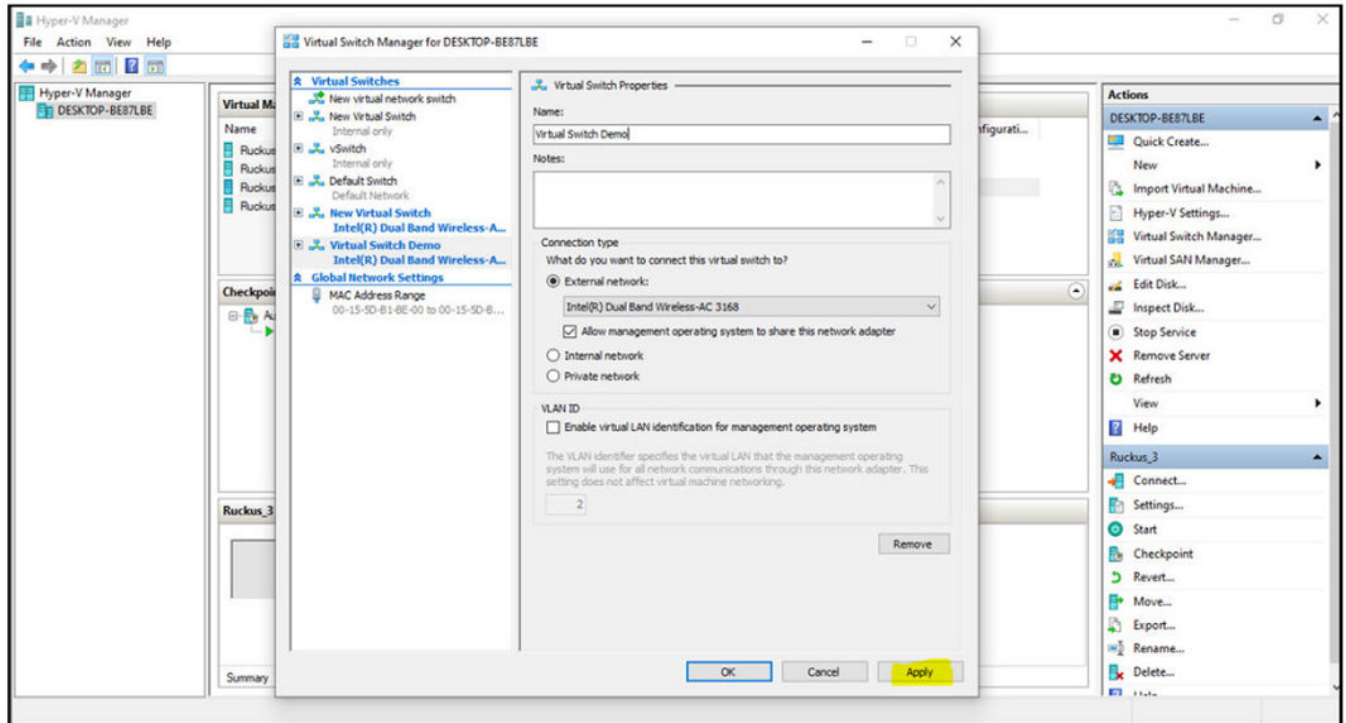 Hyper-V Manager
File Action View Help
Hyper-V Manager
DESKTOP-BE87LBE
Virtual Ma
Name
nfigurati...
Ruckus
Ruckus
Ruckus
Ruckus
Checkpoi
Au
Ruckus_3
Summary
Virtual Switch Manager for DESKTOP-BE87LBE
Virtual Switches
New virtual network switch
New Virtual Switch
Internal only
vSwitch
Internal only
Default Switch
Default Network
New Virtual Switch
Intel(R) Dual Band Wireless-A...
Virtual Switch Demo
Intel(R) Dual Band Wireless-A...
Global Network Settings
MAC Address Range
00-15-5D-B1-BE-00 to 00-15-5D-B...
Virtual Switch Properties
Name:
Virtual Switch Demo
Notes:
Connection type
What do you want to connect this virtual switch to?
External network:
Intel(R) Dual Band Wireless-AC 3168
Allow management operating system to share this network adapter
Internal network
Private network
VLAN ID
Enable virtual LAN identification for management operating system
The VLAN identifier specifies the virtual LAN that the management operating
system will use for all network communications through this network adapter. This
setting does not affect virtual machine networking.
2
Remove
OK Cancel Apply
Actions
DESKTOP-BE87LBE
Quick Create...
New
Import Virtual Machine...
Hyper-V Settings...
Virtual Switch Manager...
Virtual SAN Manager...
Edit Disk...
Inspect Disk...
Stop Service
Remove Server
Refresh
View
Help
Ruckus_3
Connect...
Settings...
Start
Checkpoint
Revert...
Move...
Export...
Rename...
Delete...